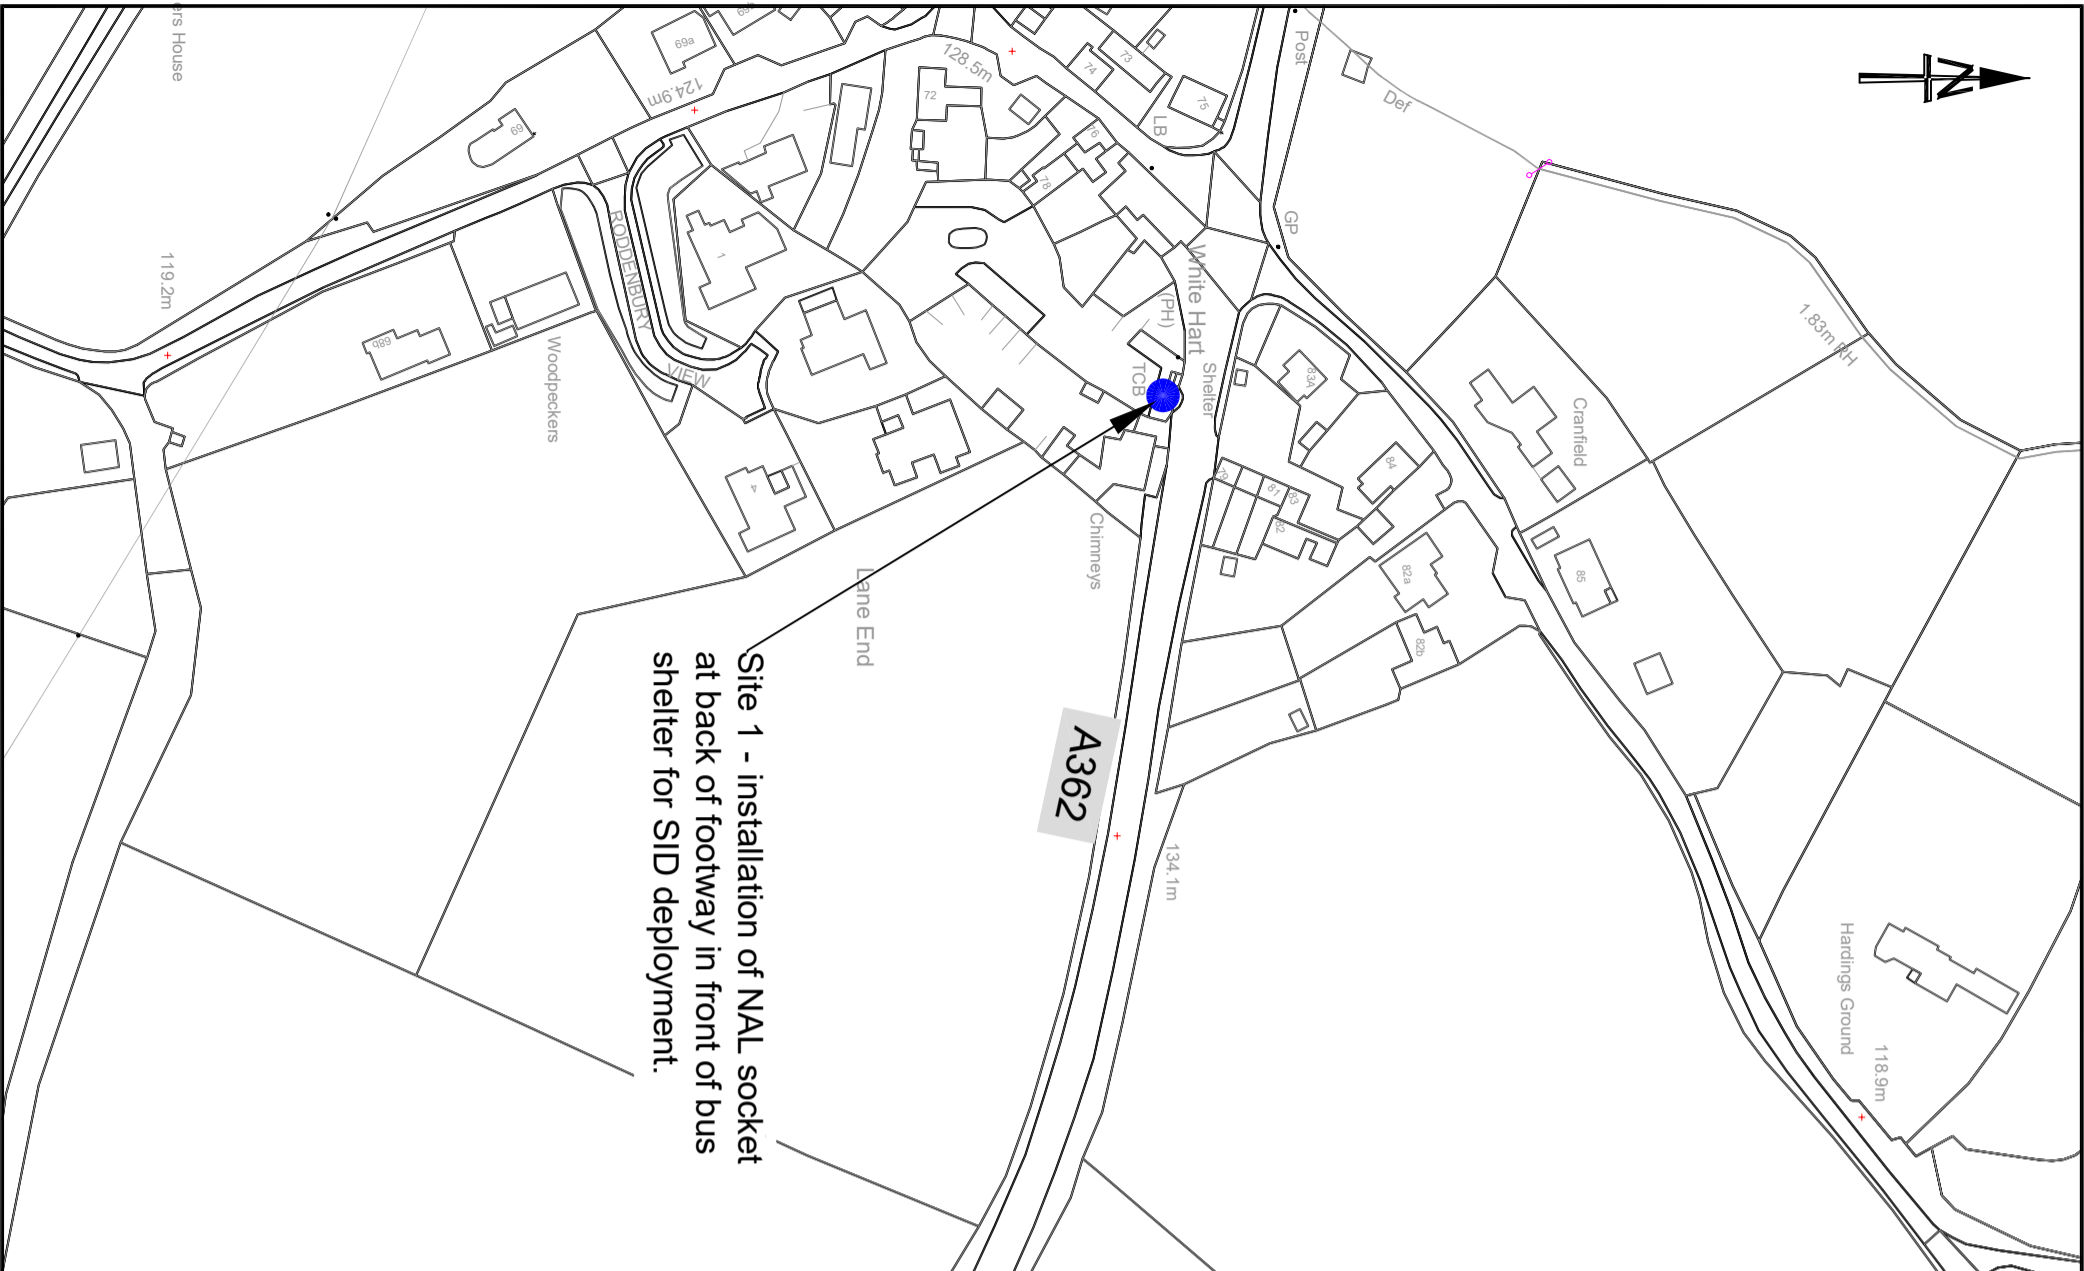 Site 1 - installation of NAL socket
at back of footway in front of bus
shelter for SID deployment.
A362
N
ers House
119.2m
69
69a
124.9m
128.5m
72
73
74
75
76
78
LB
Post
GP
Def
1.83m RH
White Hart
(PH)
Shelter
TCB
RODDENBURY
VIEW
1
4
68b
Woodpeckers
Lane End
Chimneys
83A
84
79
81
83
82
82a
82b
85
Cranfield
134.1m
Hardings Ground
118.9m